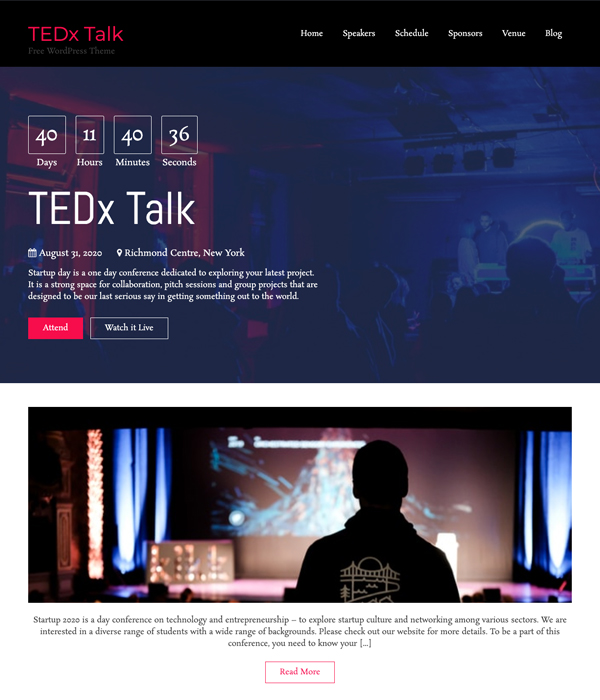 TEDx Talk
Free WordPress Theme
Home Speakers Schedule Sponsors Venue Blog
40 11 40 36
Days Hours Minutes Seconds
TEDx Talk
August 31, 2020 Richmond Centre, New York
Startup day is a one day conference dedicated to exploring your latest project.
It is a strong space for collaboration, pitch sessions and group projects that are
designed to be our last serious say in getting something out to the world.
Attend Watch it Live
Startup 2020 is a day conference on technology and entrepreneurship – to explore startup culture and networking among various sectors. We are
interested in a diverse range of students with a wide range of backgrounds. Please check out our website for more details. To be a part of this
conference, you need to know your [...]
Read More